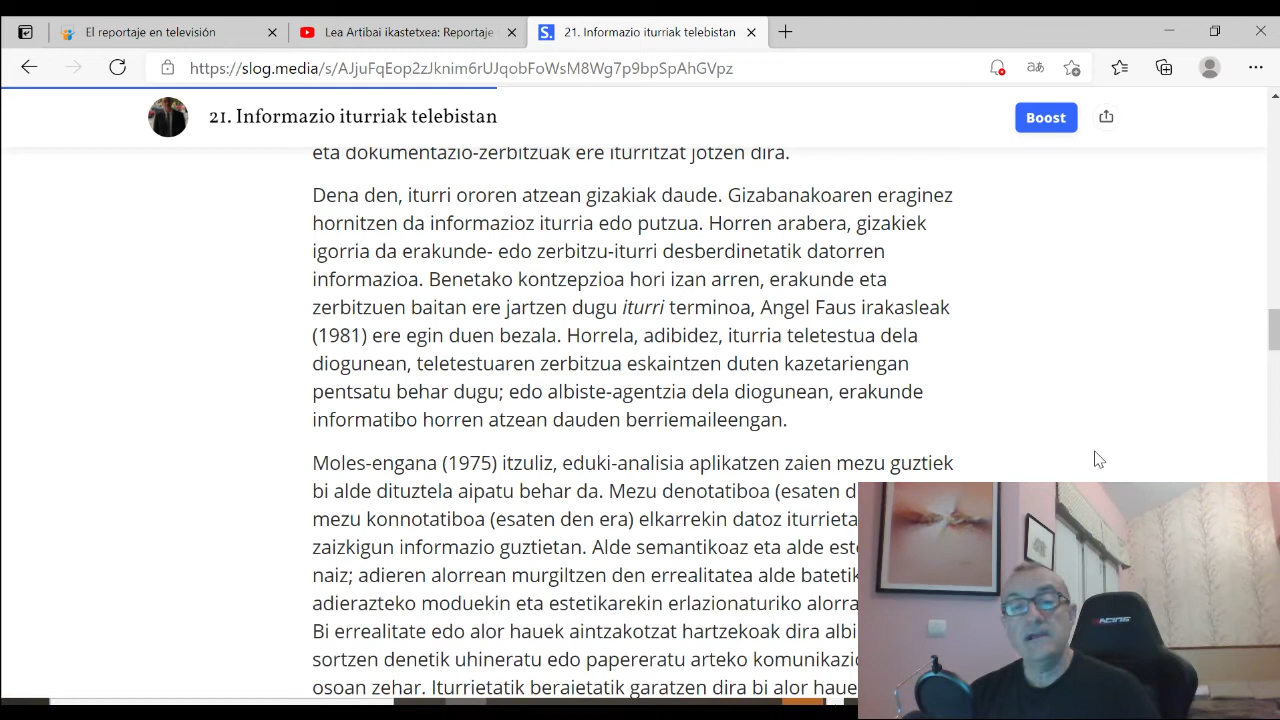 El reportaje en televisión
Lea Artibai ikastetxea: Reportaje
21. Informazio iturriak telebistan
https://slog.media/s/AJjuFqEop2zJknim6rUJqobFoWsM8Wg7p9bpSpAhGVpz
21. Informazio iturriak telebistan
Boost
eta dokumentazio-zerbitzuak ere iturritzat jotzen dira.
Dena den, iturri ororen atzean gizakiak daude. Gizabanakoaren eraginez
hornitzen da informazioz iturria edo putzua. Horren arabera, gizakiek
igorria da erakunde- edo zerbitzu-iturri desberdinetatik datorren
informazioa. Benetako kontzepzioa hori izan arren, erakunde eta
zerbitzuen baitan ere jartzen dugu iturri terminoa, Angel Faus irakasleak
(1981) ere egin duen bezala. Horrela, adibidez, iturria teletestua dela
diogunean, teletestuaren zerbitzua eskaintzen duten kazetariengan
pentsatu behar dugu; edo albiste-agentzia dela diogunean, erakunde
informatibo horren atzean dauden berriemaileengan.
Moles-engana (1975) itzuliz, eduki-analisia aplikatzen zaien mezu guztiek
bi alde dituztela aipatu behar da. Mezu denotatiboa (esaten d
mezu konnotatiboa (esaten den era) elkarrekin datoz iturrieta
zaizkigun informazio guztietan. Alde semantikoaz eta alde este
naiz; adieren alorrean murgiltzen den errealitatea alde batetik
adierazteko moduekin eta estetikarekin erlazionaturiko alorra
Bi errealitate edo alor hauek aintzakotzat hartzekoak dira albi
sortzen denetik uhineratu edo papereratu arteko komunikazio
osoan zehar. Iturrietatik beraietatik garatzen dira bi alor haue
RACING